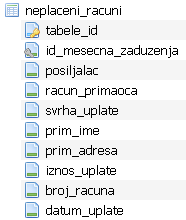 neplaceni_racuni
tabele_id
id_mesecna_zaduzenja
posiljalac
racun_primaoca
svrha_uplate
prim_ime
prim_adresa
iznos_uplate
broj_racuna
datum_uplate